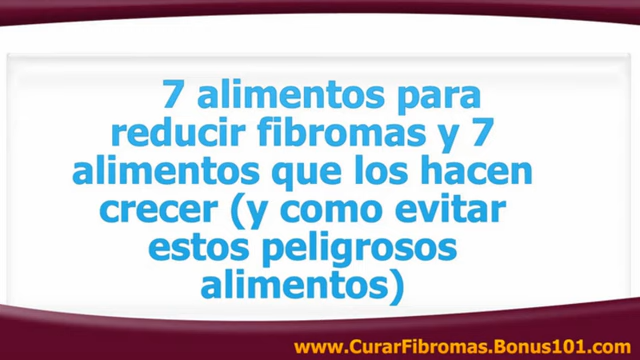 7 alimentos para
reducir fibromas y 7
alimentos que los hacen
crecer (y como evitar
estos peligrosos
alimentos)
www.CurarFibromas.Bonus101.com